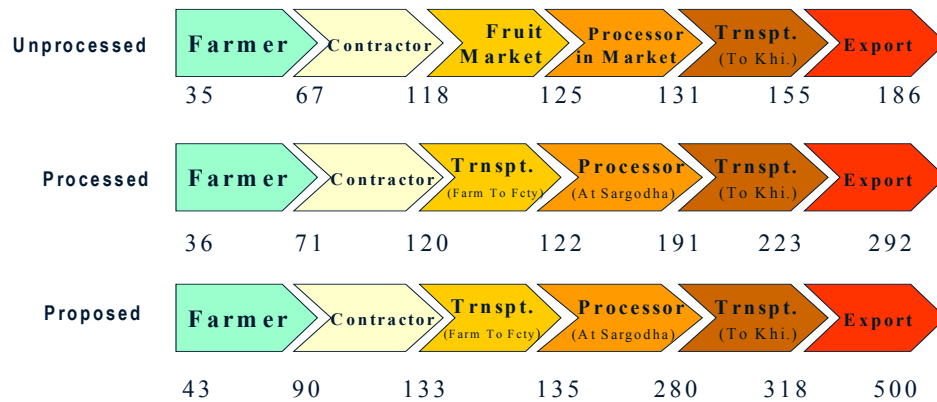 Unprocessed
Farmer
Contractor
Fruit
Market
Processor
in Market
Trnspt.
(To Khi.)
Export
35 67 118 125 131 155 186
Processed
Farmer
Contractor
Trnspt.
(Farm To Fcty)
Processor
(At Sargodha)
Trnspt.
(To Khi.)
Export
36 71 120 122 191 223 292
Proposed
Farmer
Contractor
Trnspt.
(Farm To Fcty)
Processor
(At Sargodha)
Trnspt.
(To Khi.)
Export
43 90 133 135 280 318 500